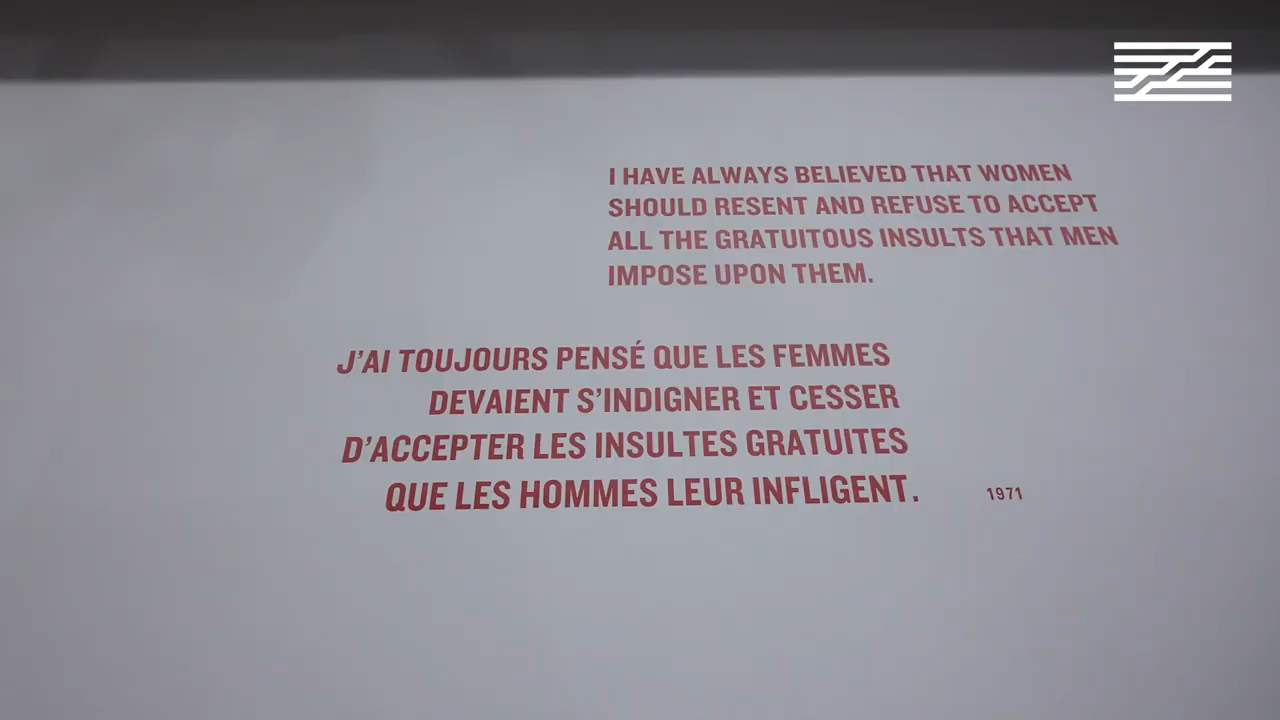 I HAVE ALWAYS BELIEVED THAT WOMEN
SHOULD RESENT AND REFUSE TO ACCEPT
ALL THE GRATUITOUS INSULTS THAT MEN
IMPOSE UPON THEM.
J'AI TOUJOURS PENSÉ QUE LES FEMMES
DEVAIENT S'INDIGNER ET CESSER
D'ACCEPTER LES INSULTES GRATUITES
QUE LES HOMMES LEUR INFLIGENT.
1971